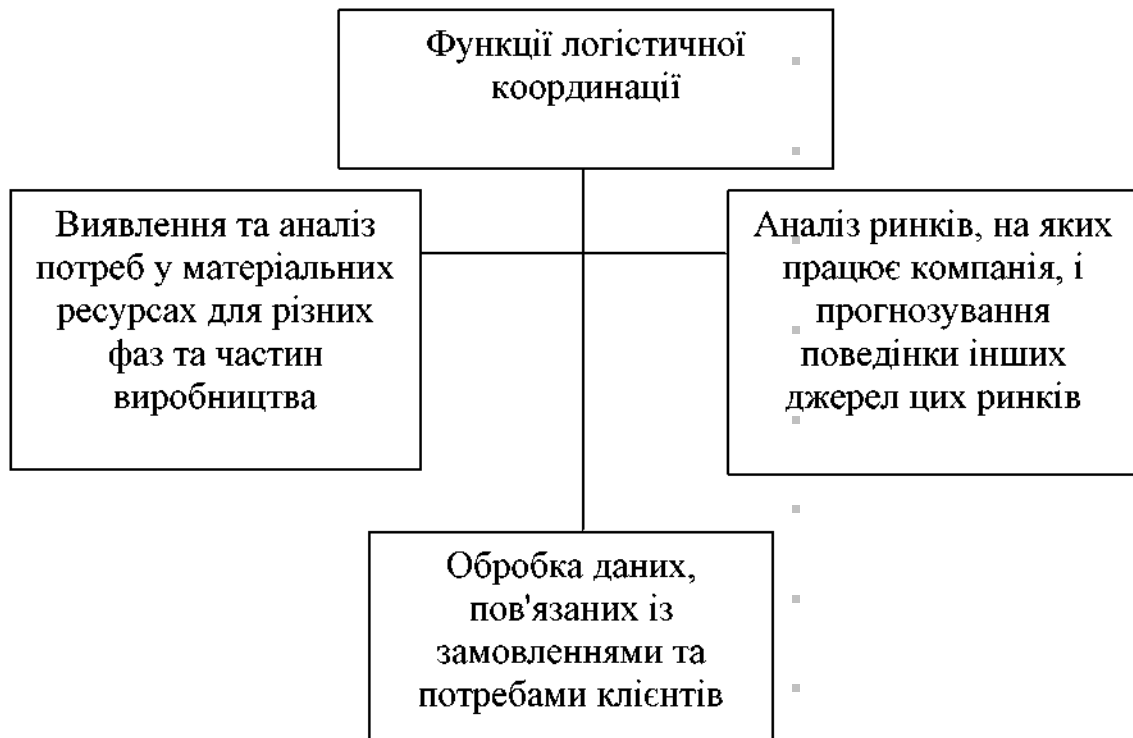 Функції логістичної
координації
Виявлення та аналіз
потреб у матеріальних
ресурсах для різних
фаз та частин
виробництва
Аналіз ринків, на яких
працює компанія, і
прогнозування
поведінки інших
джерел цих ринків
Обробка даних,
пов'язаних із
замовленнями та
потребами клієнтів